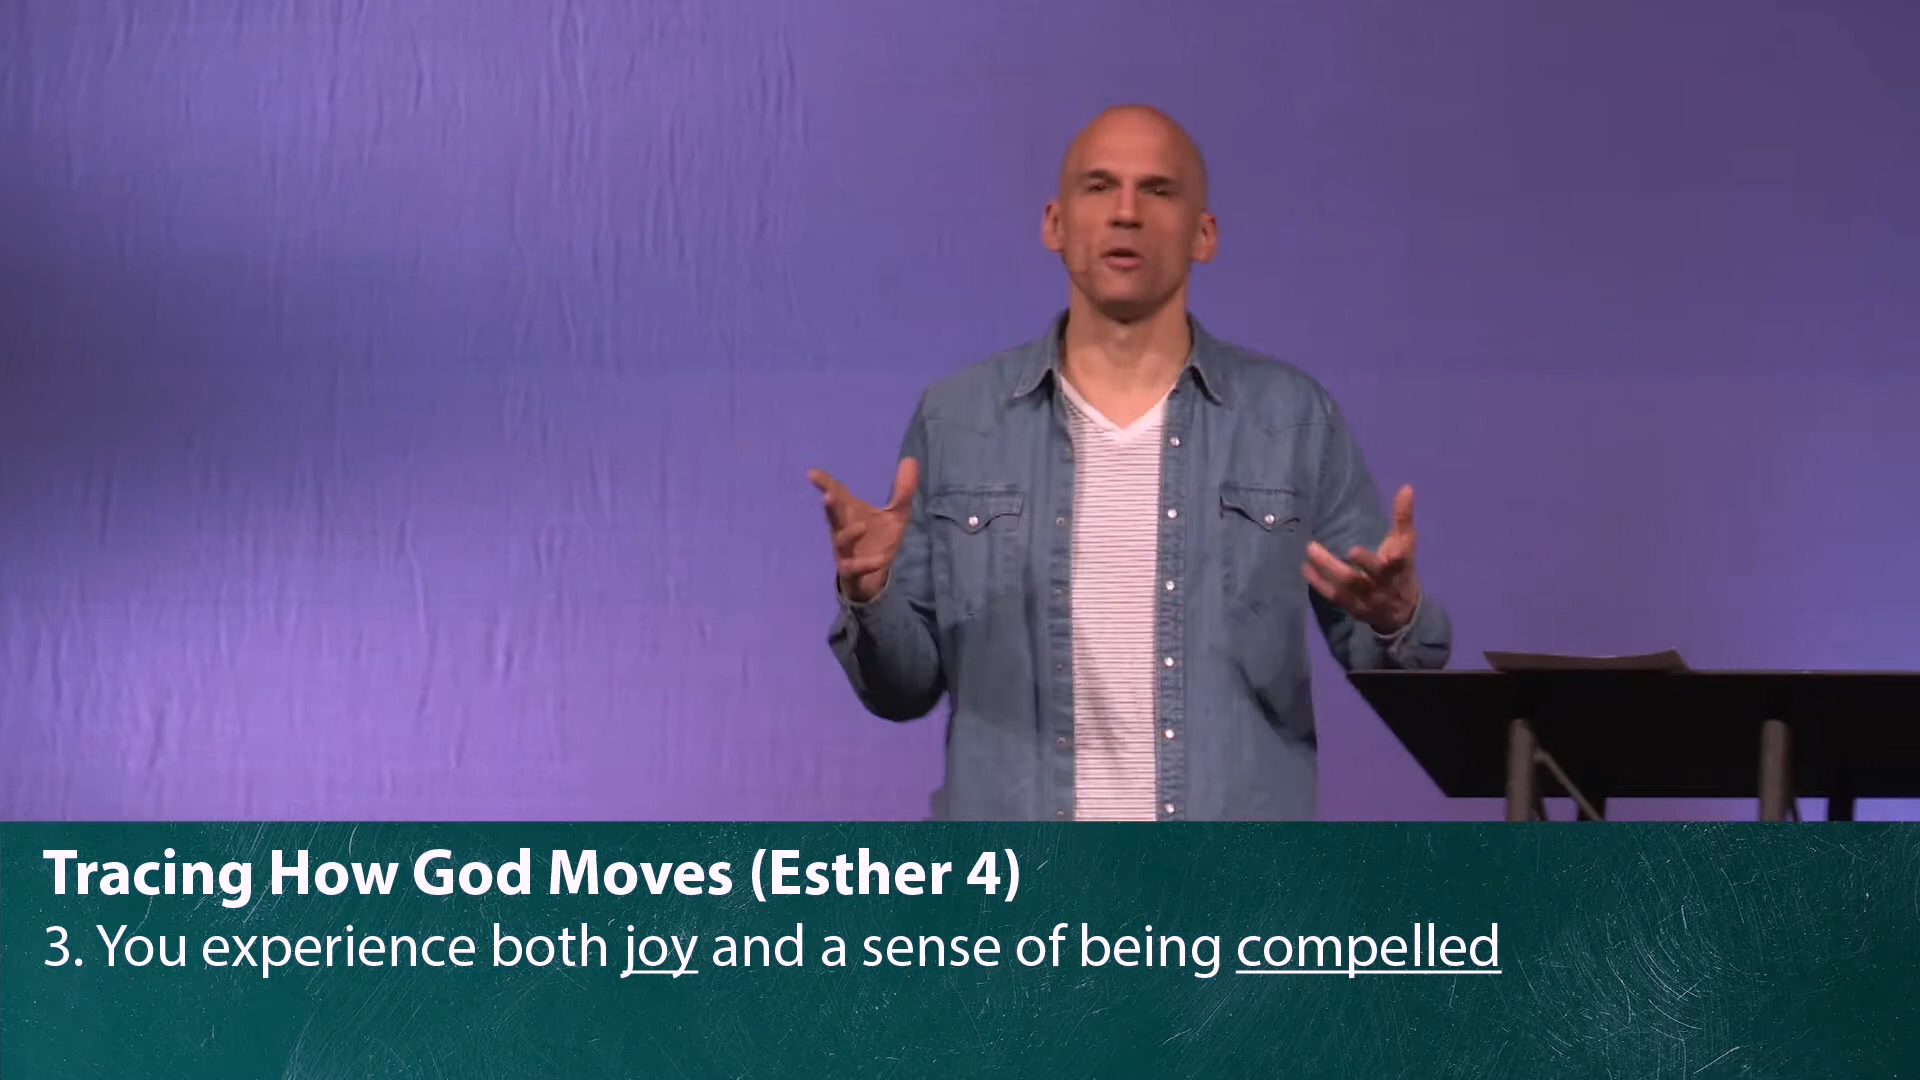 Tracing How God Moves (Esther 4)
3. You experience both joy and a sense of being compelled